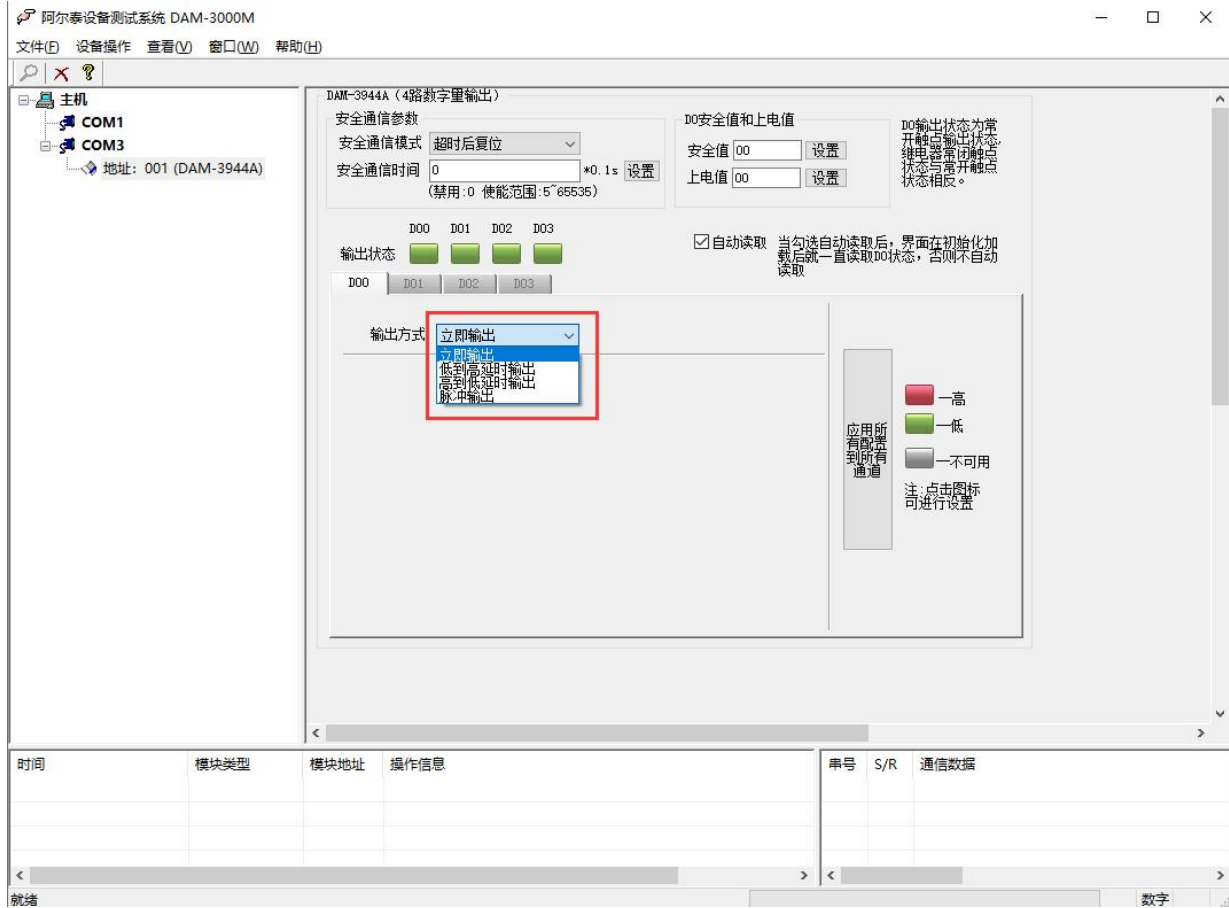 阿尔泰设备测试系统 DAM-3000M
文件(F) 设备操作 查看(V) 窗口(W) 帮助(H)
主机
COM1
COM3
地址: 001 (DAM-3944A)
DAM-3944A (4路数字量输出)
安全通信参数
安全通信模式 超时后复位
安全通信时间 0 *0.1s 设置
(禁用:0 使能范围:5~65535)
DO安全值和上电值
安全值 00 设置
上电值 00 设置
DO输出状态为常
开触点输出状态,
继电器常闭触点
状态与常开触点
状态相反。
DO0 DO1 DO2 DO3
输出状态
自动读取 当勾选自动读取后，界面在初始化加
载后就一直读取DO状态，否则不自动
读取
DO0 DO1 DO2 DO3
输出方式 立即输出
立即输出
低到高延时输出
高到低延时输出
脉冲输出
应用所
有配置
到所有
通道
—高
—低
—不可用
注:点击图标
可进行设置
时间 模块类型 模块地址 操作信息
串号 S/R 通信数据
就绪 数字